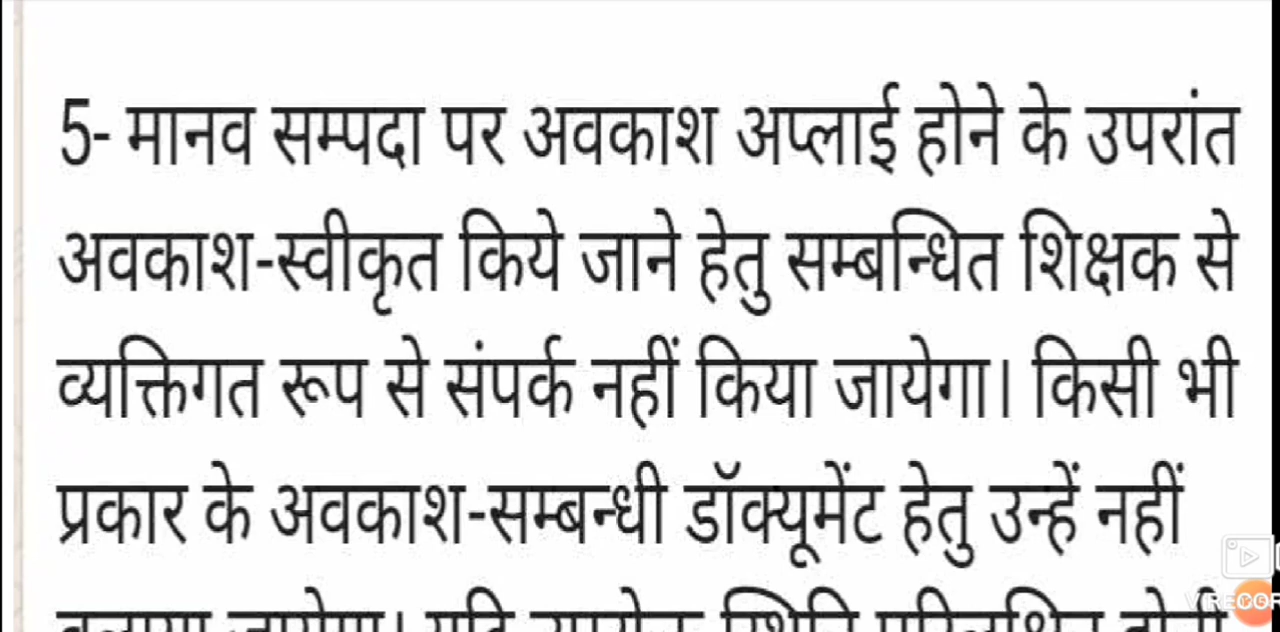 5- मानव सम्पदा पर अवकाश अप्लाई होने के उपरांत
अवकाश-स्वीकृत किये जाने हेतु सम्बन्धित शिक्षक से
व्यक्तिगत रूप से संपर्क नहीं किया जायेगा। किसी भी
प्रकार के अवकाश-सम्बन्धी डॉक्यूमेंट हेतु उन्हें नहीं